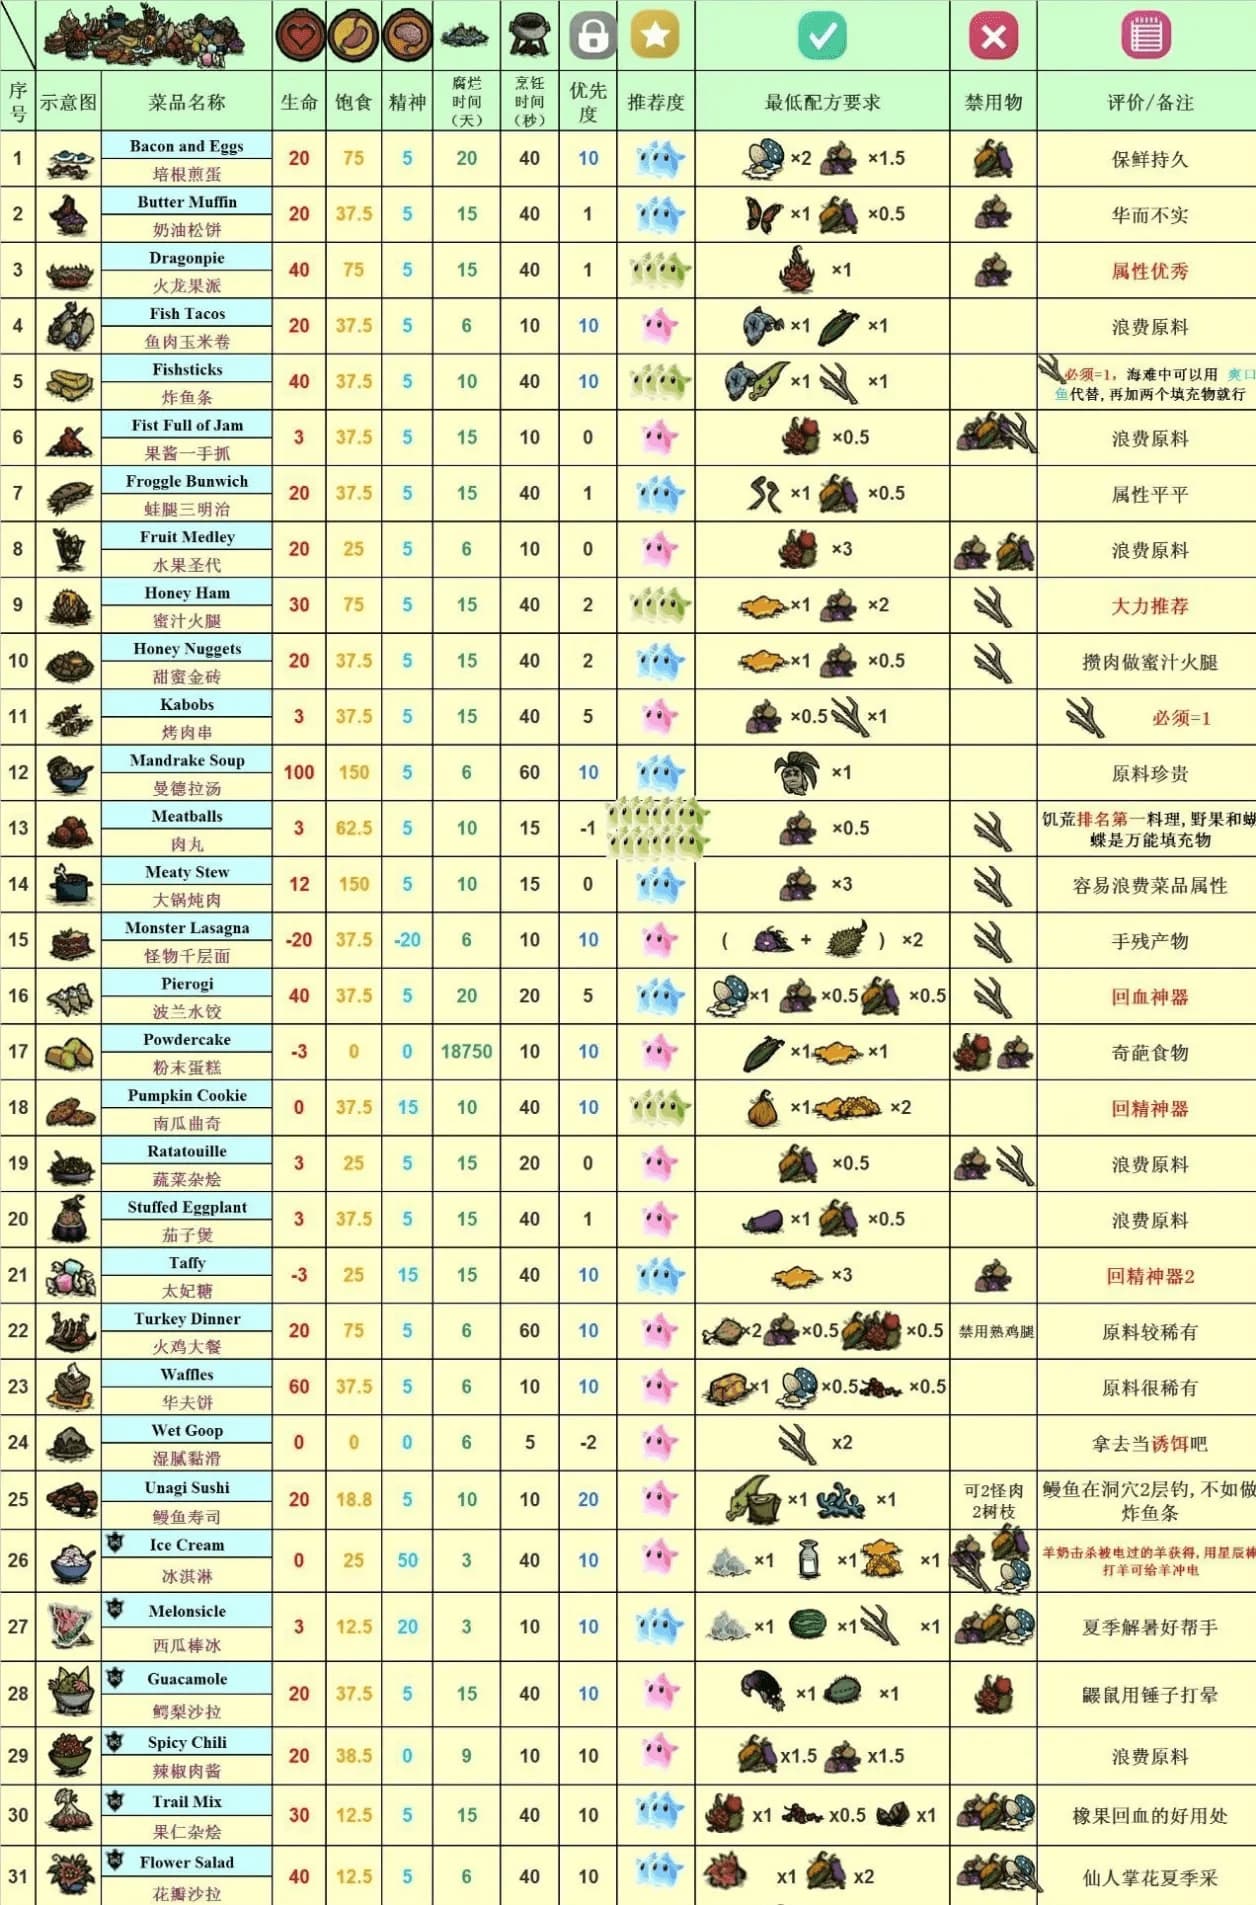 序号 示意图 菜品名称 生命 饱食 精神 腐烂时间（天） 烹饪时间（秒） 优先度 推荐度 最低配方要求 禁用物 评价/备注
1 Bacon and Eggs 培根煎蛋 20 75 5 20 40 10 ×2 ×1.5 保鲜持久
2 Butter Muffin 奶油松饼 20 37.5 5 15 40 1 ×1 ×0.5 华而不实
3 Dragonpie 火龙果派 40 75 5 15 40 1 ×1 属性优秀
4 Fish Tacos 鱼肉玉米卷 20 37.5 5 6 10 10 ×1 ×1 浪费原料
5 Fishsticks 炸鱼条 40 37.5 5 10 40 10 ×1 ×1 必须=1，海难中可以用 爽口鱼代替,再加两个填充物就行
6 Fist Full of Jam 果酱一手抓 3 37.5 5 15 10 0 ×0.5 浪费原料
7 Froggle Bunwich 蛙腿三明治 20 37.5 5 15 40 1 ×1 ×0.5 属性平平
8 Fruit Medley 水果圣代 20 25 5 6 10 0 ×3 浪费原料
9 Honey Ham 蜜汁火腿 30 75 5 15 40 2 ×1 ×2 大力推荐
10 Honey Nuggets 甜蜜金砖 20 37.5 5 15 40 2 ×1 ×0.5 攒肉做蜜汁火腿
11 Kabobs 烤肉串 3 37.5 5 15 40 5 ×0.5 ×1 必须=1
12 Mandrake Soup 曼德拉汤 100 150 5 6 60 10 ×1 原料珍贵
13 Meatballs 肉丸 3 62.5 5 10 15 -1 ×0.5 饥荒排名第一料理,野果和蝴蝶是万能填充物
14 Meaty Stew 大锅炖肉 12 150 5 10 15 0 ×3 容易浪费菜品属性
15 Monster Lasagna 怪物千层面 -20 37.5 -20 6 10 10 ( + ) ×2 手残产物
16 Pierogi 波兰水饺 40 37.5 5 20 20 5 ×1 ×0.5 ×0.5 回血神器
17 Powdercake 粉末蛋糕 -3 0 0 18750 10 10 ×1 ×1 奇葩食物
18 Pumpkin Cookie 南瓜曲奇 0 37.5 15 10 40 10 ×1 ×2 回精神器
19 Ratatouille 蔬菜杂烩 3 25 5 15 20 0 ×0.5 浪费原料
20 Stuffed Eggplant 茄子煲 3 37.5 5 15 40 1 ×1 ×0.5 浪费原料
21 Taffy 太妃糖 -3 25 15 15 40 10 ×3 回精神器2
22 Turkey Dinner 火鸡大餐 20 75 5 6 60 10 ×2 ×0.5 ×0.5 禁用熟鸡腿 原料较稀有
23 Waffles 华夫饼 60 37.5 5 6 10 10 ×1 ×0.5 ×0.5 原料很稀有
24 Wet Goop 湿腻黏滑 0 0 0 6 5 -2 x2 拿去当诱饵吧
25 Unagi Sushi 鳗鱼寿司 20 18.8 5 10 10 20 ×1 ×1 可2怪肉2树枝 鳗鱼在洞穴2层钓,不如做炸鱼条
26 Ice Cream 冰淇淋 0 25 50 3 40 10 ×1 ×1 ×1 羊奶击杀被电过的羊获得,用星辰棒打羊可给羊冲电
27 Melonsicle 西瓜棒冰 3 12.5 20 3 10 10 ×1 ×1 ×1 夏季解暑好帮手
28 Guacamole 鳄梨沙拉 20 37.5 5 15 40 10 ×1 ×1 鼹鼠用锤子打晕
29 Spicy Chili 辣椒肉酱 20 38.5 0 9 10 10 x1.5 x1.5 浪费原料
30 Trail Mix 果仁杂烩 30 12.5 5 15 40 10 x1 x0.5 x1 橡果回血的好用处
31 Flower Salad 花瓣沙拉 40 12.5 5 6 40 10 x1 x2 仙人掌花夏季采